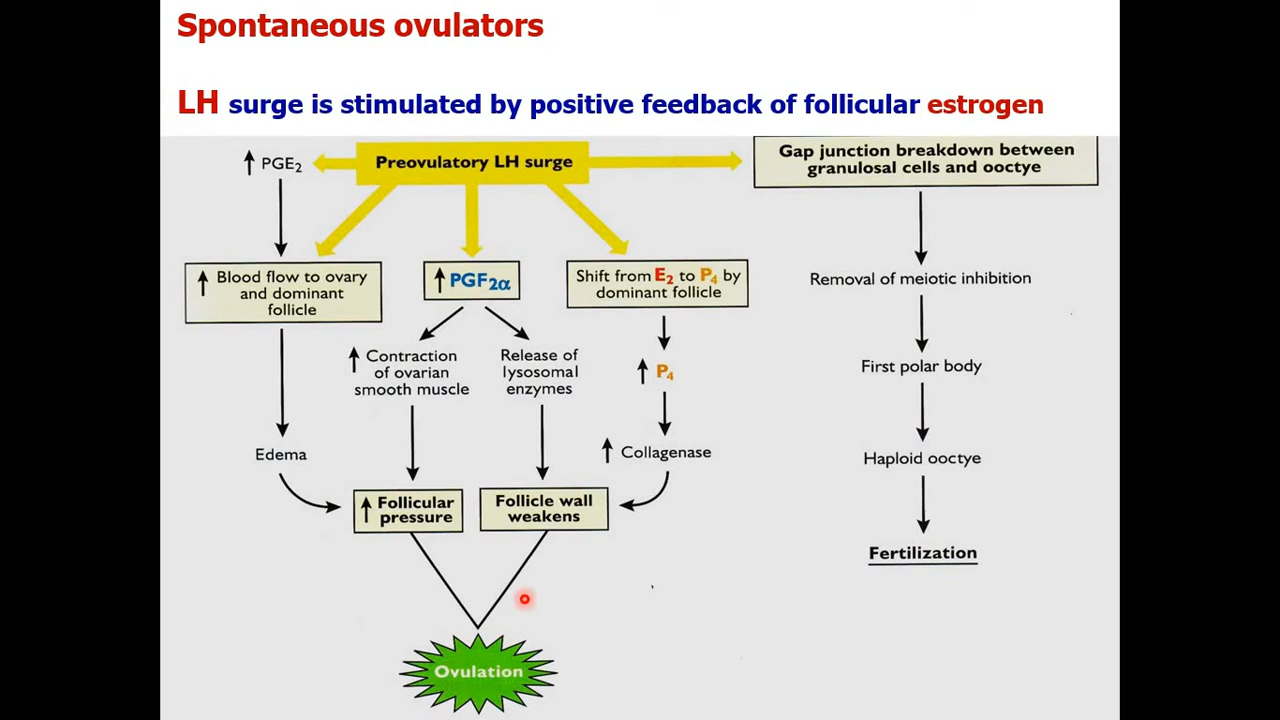 Spontaneous ovulators
LH surge is stimulated by positive feedback of follicular estrogen
↑ PGE₂
Preovulatory LH surge
Gap junction breakdown between
granulosal cells and ooctye
↑ Blood flow to ovary
and dominant
follicle
↑ PGF₂α
Shift from E₂ to P₄ by
dominant follicle
Removal of meiotic inhibition
↑ Contraction
of ovarian
smooth muscle
Release of
lysosomal
enzymes
↑ P₄
First polar body
Edema
↑ Collagenase
Haploid ooctye
↑ Follicular
pressure
Follicle wall
weakens
Fertilization
Ovulation